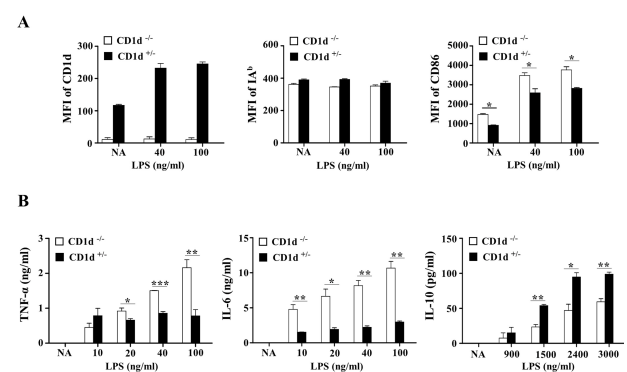 A
CD1d -/-
CD1d +/-
MFI of CD1d
300
200
100
0
NA 40 100
LPS (ng/ml)
CD1d -/-
CD1d +/-
MFI of IAb
600
400
200
0
NA 40 100
LPS (ng/ml)
CD1d -/-
CD1d +/-
MFI of CD86
5000
4000
3000
2000
1000
0
* * *
NA 40 100
LPS (ng/ml)
B
CD1d -/-
CD1d +/-
TNF-α (ng/ml)
3
2
1
0
* *** **
NA 10 20 40 100
LPS (ng/ml)
CD1d -/-
CD1d +/-
IL-6 (ng/ml)
15
10
5
0
** * ** **
NA 10 20 40 100
LPS (ng/ml)
CD1d -/-
CD1d +/-
IL-10 (pg/ml)
150
100
50
0
** * **
NA 900 1500 2400 3000
LPS (ng/ml)